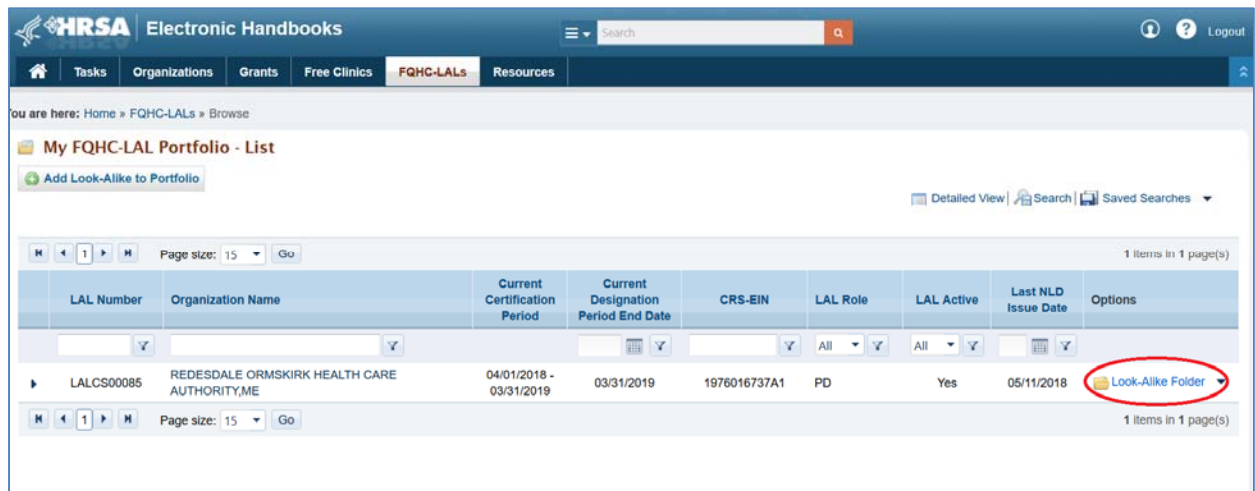 HRSA Electronic Handbooks
Search
? Logout
Tasks Organizations Grants Free Clinics FQHC-LALs Resources
You are here: Home » FQHC-LALs » Browse
My FQHC-LAL Portfolio - List
Add Look-Alike to Portfolio
Detailed View | Search | Saved Searches
1 Page size: 15 Go 1 items in 1 page(s)
LAL Number Organization Name Current Certification Period Current Designation Period End Date CRS-EIN LAL Role LAL Active Last NLD Issue Date Options
All All
LALCS00085 REDESDALE ORMSKIRK HEALTH CARE AUTHORITY,ME 04/01/2018 - 03/31/2019 03/31/2019 1976016737A1 PD Yes 05/11/2018 Look-Alike Folder
1 Page size: 15 Go 1 items in 1 page(s)